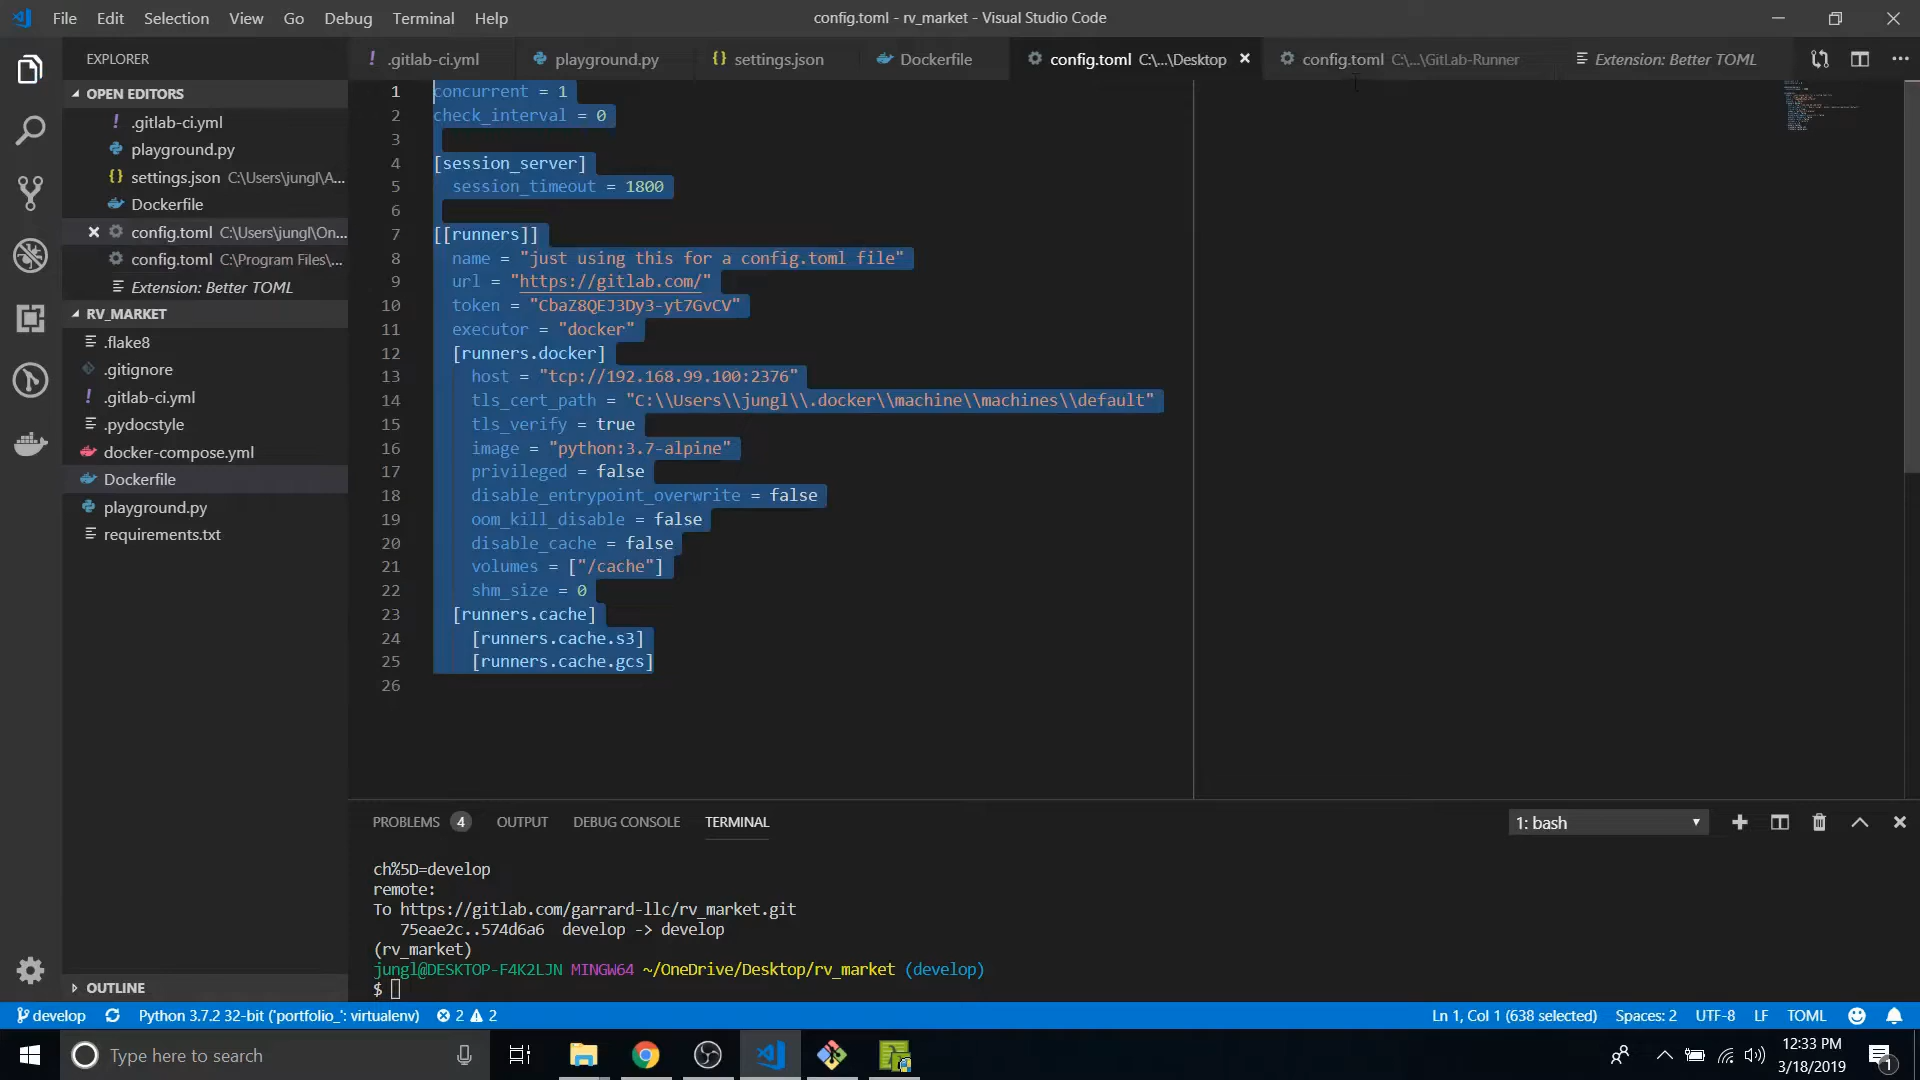 File Edit Selection View Go Debug Terminal Help
config.toml - rv_market - Visual Studio Code
EXPLORER
OPEN EDITORS
! .gitlab-ci.yml
playground.py
{} settings.json C:\Users\jungl\A...
Dockerfile
config.toml C:\Users\jungl\On...
config.toml C:\Program Files\...
Extension: Better TOML
RV_MARKET
.flake8
.gitignore
! .gitlab-ci.yml
.pydocstyle
docker-compose.yml
Dockerfile
playground.py
requirements.txt
OUTLINE
! .gitlab-ci.yml playground.py {} settings.json Dockerfile config.toml C:\...\Desktop config.toml C:\...\GitLab-Runner Extension: Better TOML
1 concurrent = 1
2 check_interval = 0
3
4 [session_server]
5 session_timeout = 1800
6
7 [[runners]]
8 name = "just using this for a config.toml file"
9 url = "https://gitlab.com/"
10 token = "CbaZ8QEJ3Dy3-yt7GvCV"
11 executor = "docker"
12 [runners.docker]
13 host = "tcp://192.168.99.100:2376"
14 tls_cert_path = "C:\\Users\\jungl\\.docker\\machine\\machines\\default"
15 tls_verify = true
16 image = "python:3.7-alpine"
17 privileged = false
18 disable_entrypoint_overwrite = false
19 oom_kill_disable = false
20 disable_cache = false
21 volumes = ["/cache"]
22 shm_size = 0
23 [runners.cache]
24 [runners.cache.s3]
25 [runners.cache.gcs]
26
PROBLEMS 4 OUTPUT DEBUG CONSOLE TERMINAL 1: bash
ch%5D=develop
remote:
To https://gitlab.com/garrard-llc/rv_market.git
75eae2c..574d6a6 develop -> develop
(rv_market)
jungl@DESKTOP-F4K2LJN MINGW64 ~/OneDrive/Desktop/rv_market (develop)
$
develop Python 3.7.2 32-bit ('portfolio_': virtualenv) 2 2 Ln 1, Col 1 (638 selected) Spaces: 2 UTF-8 LF TOML
Type here to search
12:33 PM
3/18/2019
1